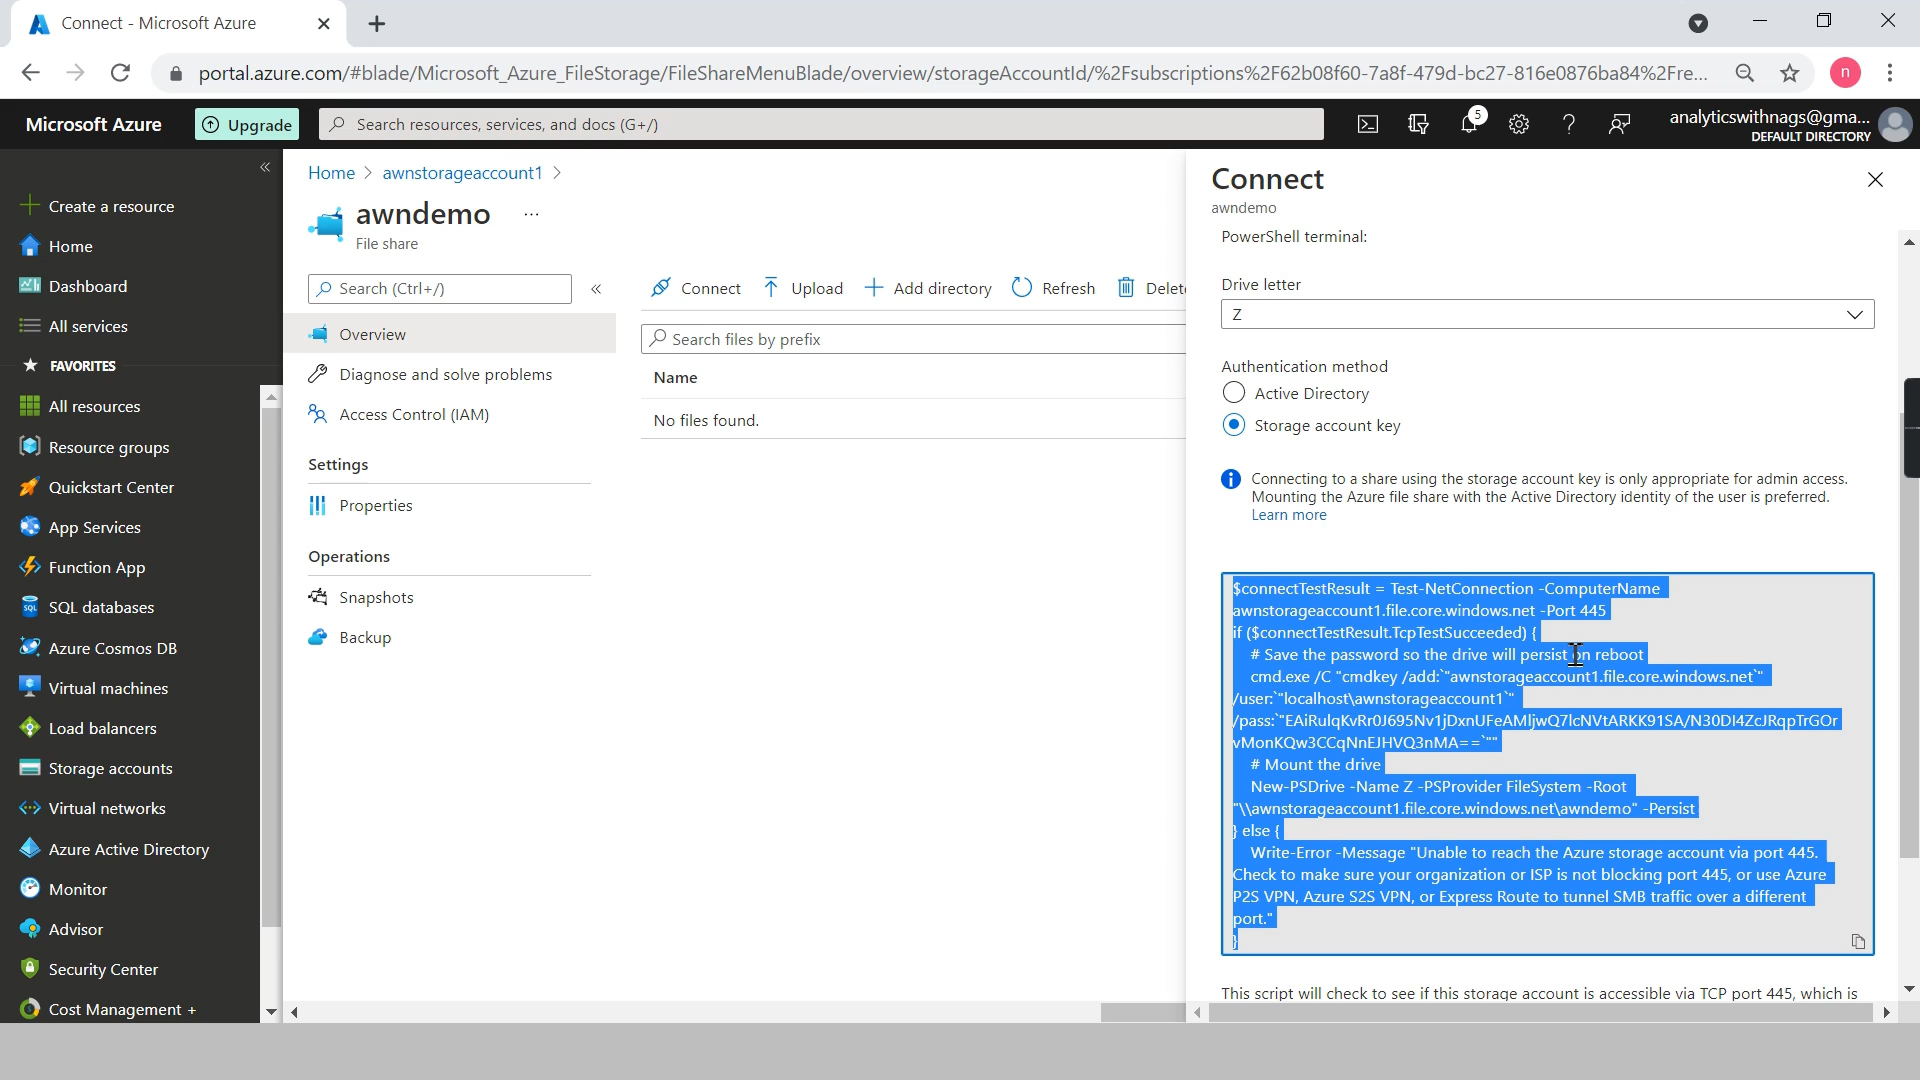 Connect - Microsoft Azure
portal.azure.com/#blade/Microsoft_Azure_FileStorage/FileShareMenuBlade/overview/storageAccountId/%2Fsubscriptions%2F62b08f60-7a8f-479d-bc27-816e0876ba84%2Fre...
n
Microsoft Azure
Upgrade
Search resources, services, and docs (G+/)
5
analyticswithnags@gma...
DEFAULT DIRECTORY
Create a resource
Home
Dashboard
All services
FAVORITES
All resources
Resource groups
Quickstart Center
App Services
Function App
SQL databases
Azure Cosmos DB
Virtual machines
Load balancers
Storage accounts
Virtual networks
Azure Active Directory
Monitor
Advisor
Security Center
Cost Management +
Home > awnstorageaccount1 >
awndemo ...
File share
Search (Ctrl+/)
Overview
Diagnose and solve problems
Access Control (IAM)
Settings
Properties
Operations
Snapshots
Backup
Connect Upload Add directory Refresh Delete
Search files by prefix
Name
No files found.
Connect
awndemo
PowerShell terminal:
Drive letter
Z
Authentication method
Active Directory
Storage account key
Connecting to a share using the storage account key is only appropriate for admin access.
Mounting the Azure file share with the Active Directory identity of the user is preferred.
Learn more
$connectTestResult = Test-NetConnection -ComputerName
awnstorageaccount1.file.core.windows.net -Port 445
if ($connectTestResult.TcpTestSucceeded) {
# Save the password so the drive will persist on reboot
cmd.exe /C "cmdkey /add:`"awnstorageaccount1.file.core.windows.net`"
/user:`"localhost\awnstorageaccount1`"
/pass:`"EAiRulqKvRr0J695Nv1jDxnUFeAMljwQ7lcNVtARKK91SA/N30DI4ZcJRqpTrGOr
vMonKQw3CCqNnEJHVQ3nMA==`""
# Mount the drive
New-PSDrive -Name Z -PSProvider FileSystem -Root
"\\awnstorageaccount1.file.core.windows.net\awndemo" -Persist
} else {
Write-Error -Message "Unable to reach the Azure storage account via port 445.
Check to make sure your organization or ISP is not blocking port 445, or use Azure
P2S VPN, Azure S2S VPN, or Express Route to tunnel SMB traffic over a different
port."
}
This script will check to see if this storage account is accessible via TCP port 445, which is